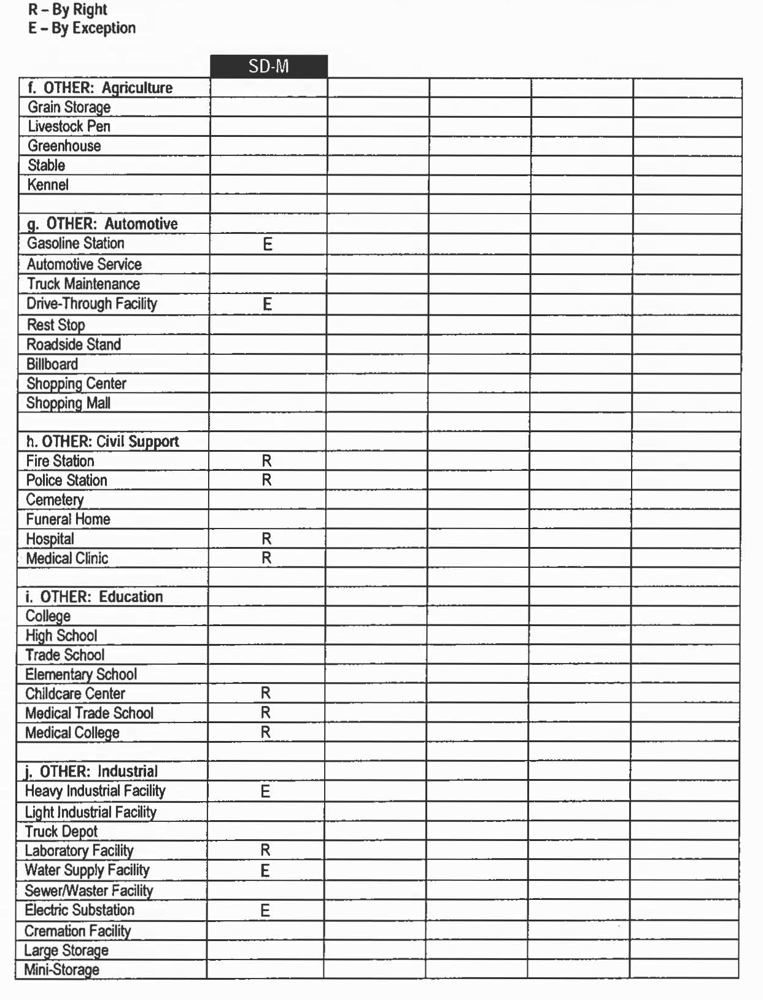 R – By Right
E – By Exception
SD-M
f. OTHER: Agriculture
Grain Storage
Livestock Pen
Greenhouse
Stable
Kennel
g. OTHER: Automotive
Gasoline Station E
Automotive Service
Truck Maintenance
Drive-Through Facility E
Rest Stop
Roadside Stand
Billboard
Shopping Center
Shopping Mall
h. OTHER: Civil Support
Fire Station R
Police Station R
Cemetery
Funeral Home
Hospital R
Medical Clinic R
i. OTHER: Education
College
High School
Trade School
Elementary School
Childcare Center R
Medical Trade School R
Medical College R
j. OTHER: Industrial
Heavy Industrial Facility E
Light Industrial Facility
Truck Depot
Laboratory Facility R
Water Supply Facility E
Sewer/Waster Facility
Electric Substation E
Cremation Facility
Large Storage
Mini-Storage